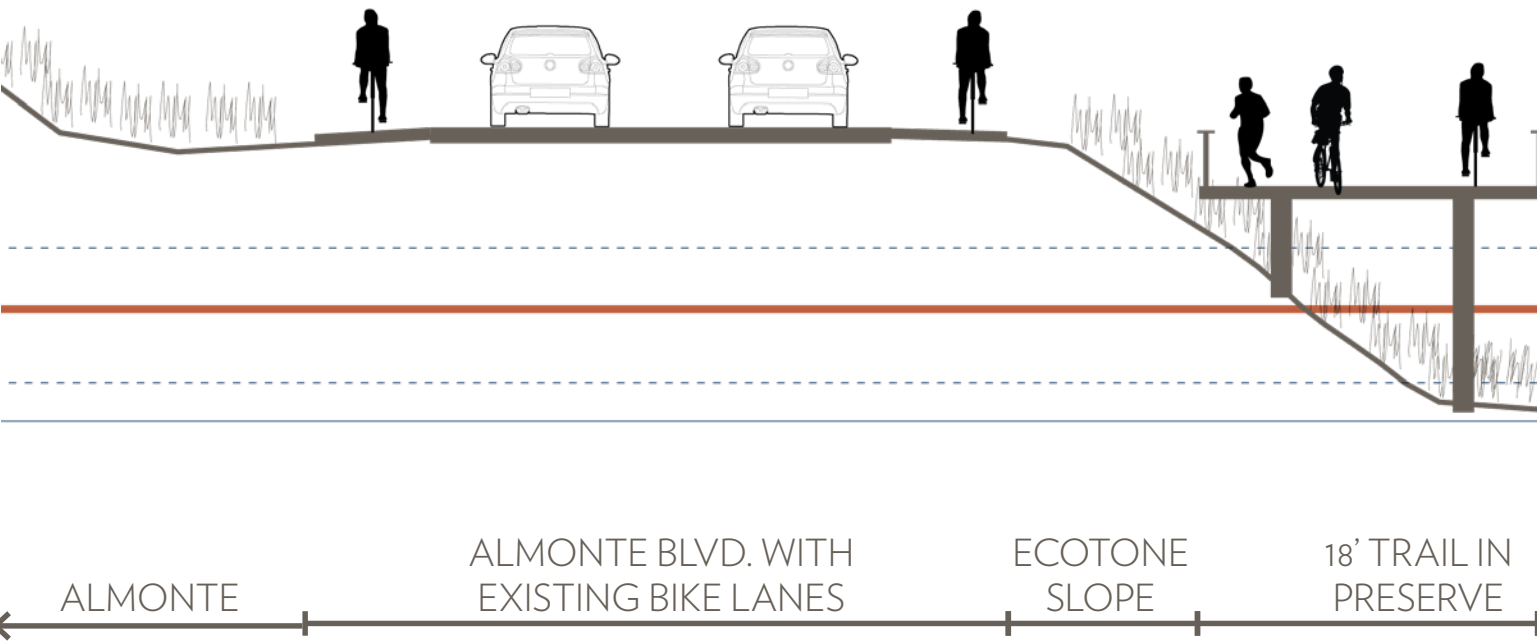 ALMONTE
ALMONTE BLVD. WITH
EXISTING BIKE LANES
ECOTONE
SLOPE
18’ TRAIL IN
PRESERVE